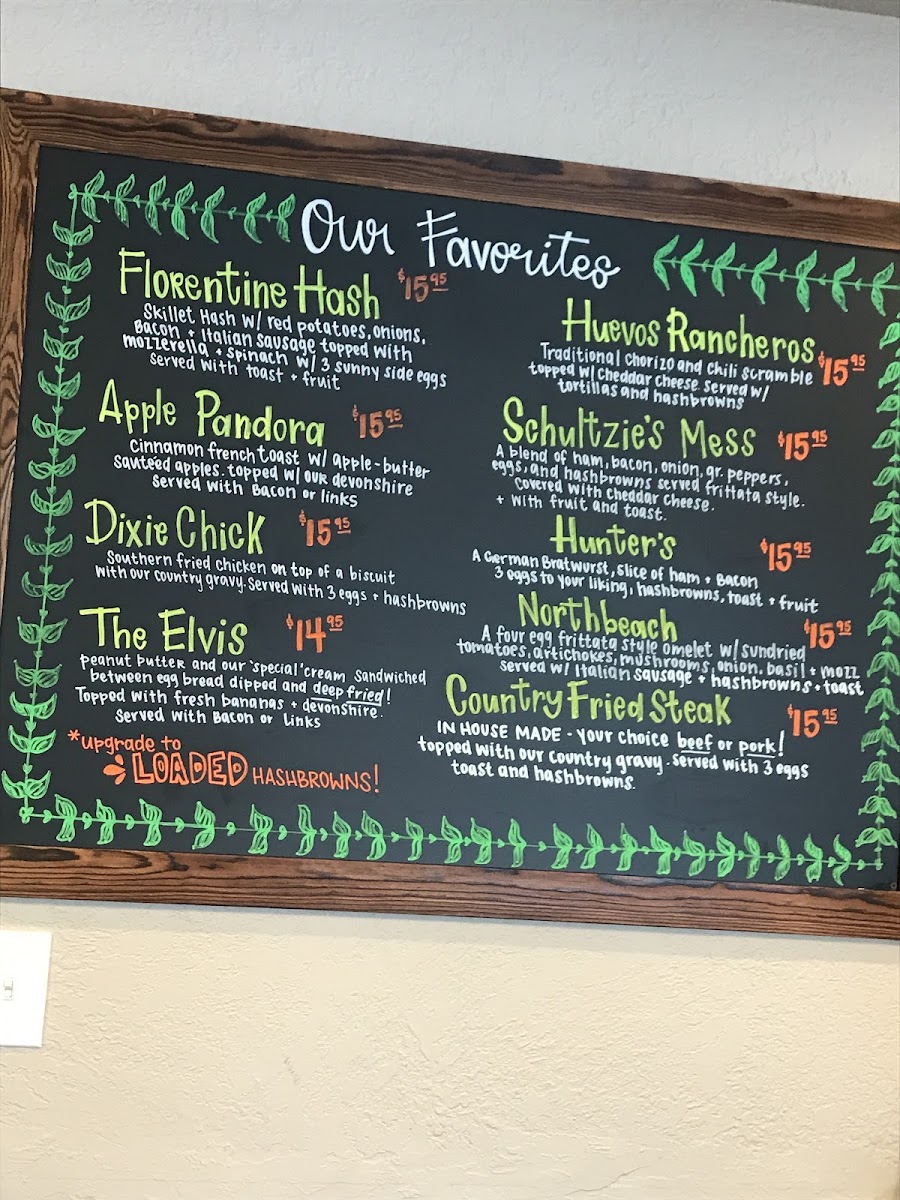 Our Favorites
Florentine Hash $15.95
Skillet Hash w/ red potatoes, onions,
Bacon + Italian sausage topped with
mozzerella + spinach w/ 3 sunny side eggs
Served with toast + fruit
Apple Pandora $15.95
Cinnamon french toast w/ apple-butter
sauteéd apples. topped w/ our devonshire
Served with Bacon or links
Dixie Chick $15.95
Southern fried chicken on top of a biscuit
with our country gravy. Served with 3 eggs + hashbrowns
The Elvis $14.95
peanut butter and our 'special' cream Sandwiched
between egg bread dipped and deep fried!
Topped with fresh bananas + devonshire.
Served with Bacon or Links
*upgrade to
LOADED HASHBROWNS!
Huevos Rancheros $15.95
Traditional Chorizo and Chili scramble
topped w/ Cheddar cheese served w/
tortillas and hashbrowns
Schultzie's Mess $15.95
A blend of ham, bacon, onion, gr. peppers,
eggs, and hashbrowns served frittata style.
Covered with cheddar cheese.
+ with fruit and toast.
Hunter's $15.95
A German Bratwurst, slice of ham + Bacon
3 eggs to your liking, hashbrowns, toast + fruit
Northbeach $15.95
A four egg frittata style omelet w/ sundried
tomatoes, artichokes, mushrooms, onion, basil + mozz
Served w/ Italian sausage + hashbrowns + toast
Country Fried Steak $15.95
IN HOUSE MADE - your choice beef or pork!
topped with our country gravy. Served with 3 eggs
toast and hashbrowns.